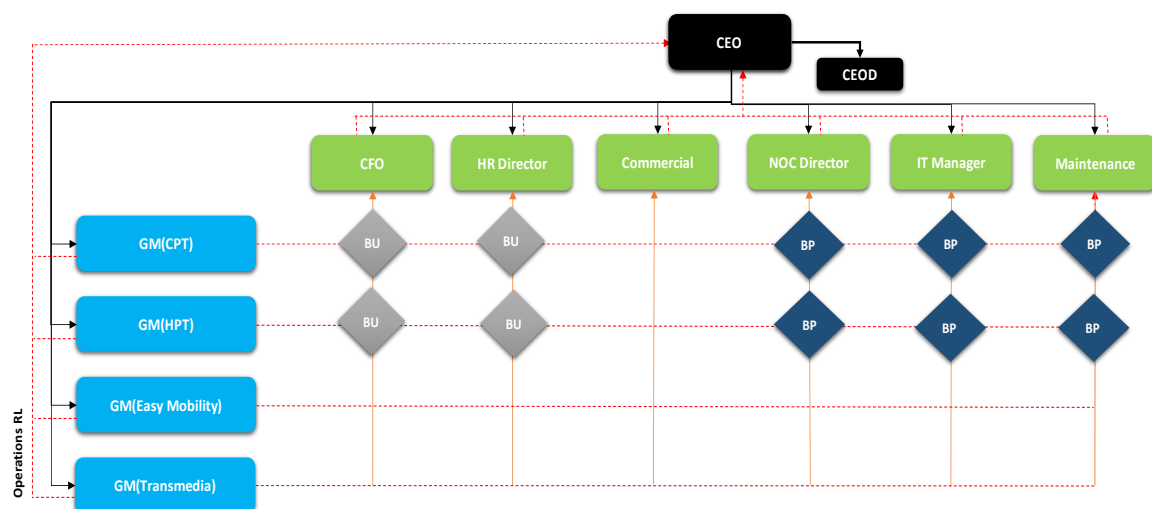 CEO
CEOD
CFO
HR Director
Commercial
NOC Director
IT Manager
Maintenance
GM(CPT)
BU
BU
BP
BP
BP
GM(HPT)
BU
BU
BP
BP
BP
GM(Easy Mobility)
GM(Transmedia)
Operations RL